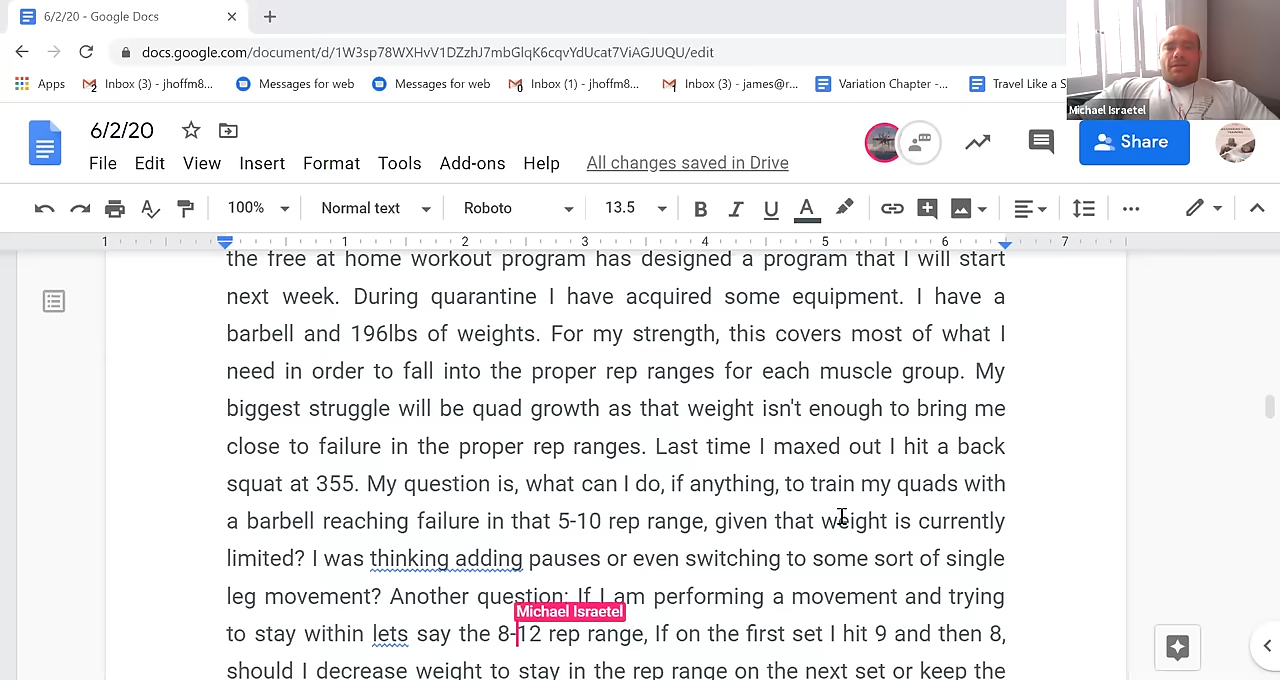 6/2/20 - Google Docs
docs.google.com/document/d/1W3sp78WXHvV1DZzhJ7mbGlqK6cqvYdUcat7ViAGJUQU/edit
Apps
Inbox (3) - jhoffm8...
Messages for web
Messages for web
Inbox (1) - jhoffm8...
Inbox (3) - james@r...
Variation Chapter -...
Travel Like a S
Michael Israetel
6/2/20
File Edit View Insert Format Tools Add-ons Help
All changes saved in Drive
Share
100% Normal text Roboto 13.5 B I U A
1 1 2 3 4 5 6 7
the free at home workout program has designed a program that I will start
next week. During quarantine I have acquired some equipment. I have a
barbell and 196lbs of weights. For my strength, this covers most of what I
need in order to fall into the proper rep ranges for each muscle group. My
biggest struggle will be quad growth as that weight isn't enough to bring me
close to failure in the proper rep ranges. Last time I maxed out I hit a back
squat at 355. My question is, what can I do, if anything, to train my quads with
a barbell reaching failure in that 5-10 rep range, given that weight is currently
limited? I was thinking adding pauses or even switching to some sort of single
leg movement? Another question: If I am performing a movement and trying
Michael Israetel
to stay within lets say the 8-12 rep range, If on the first set I hit 9 and then 8,
should I decrease weight to stay in the rep range on the next set or keep the